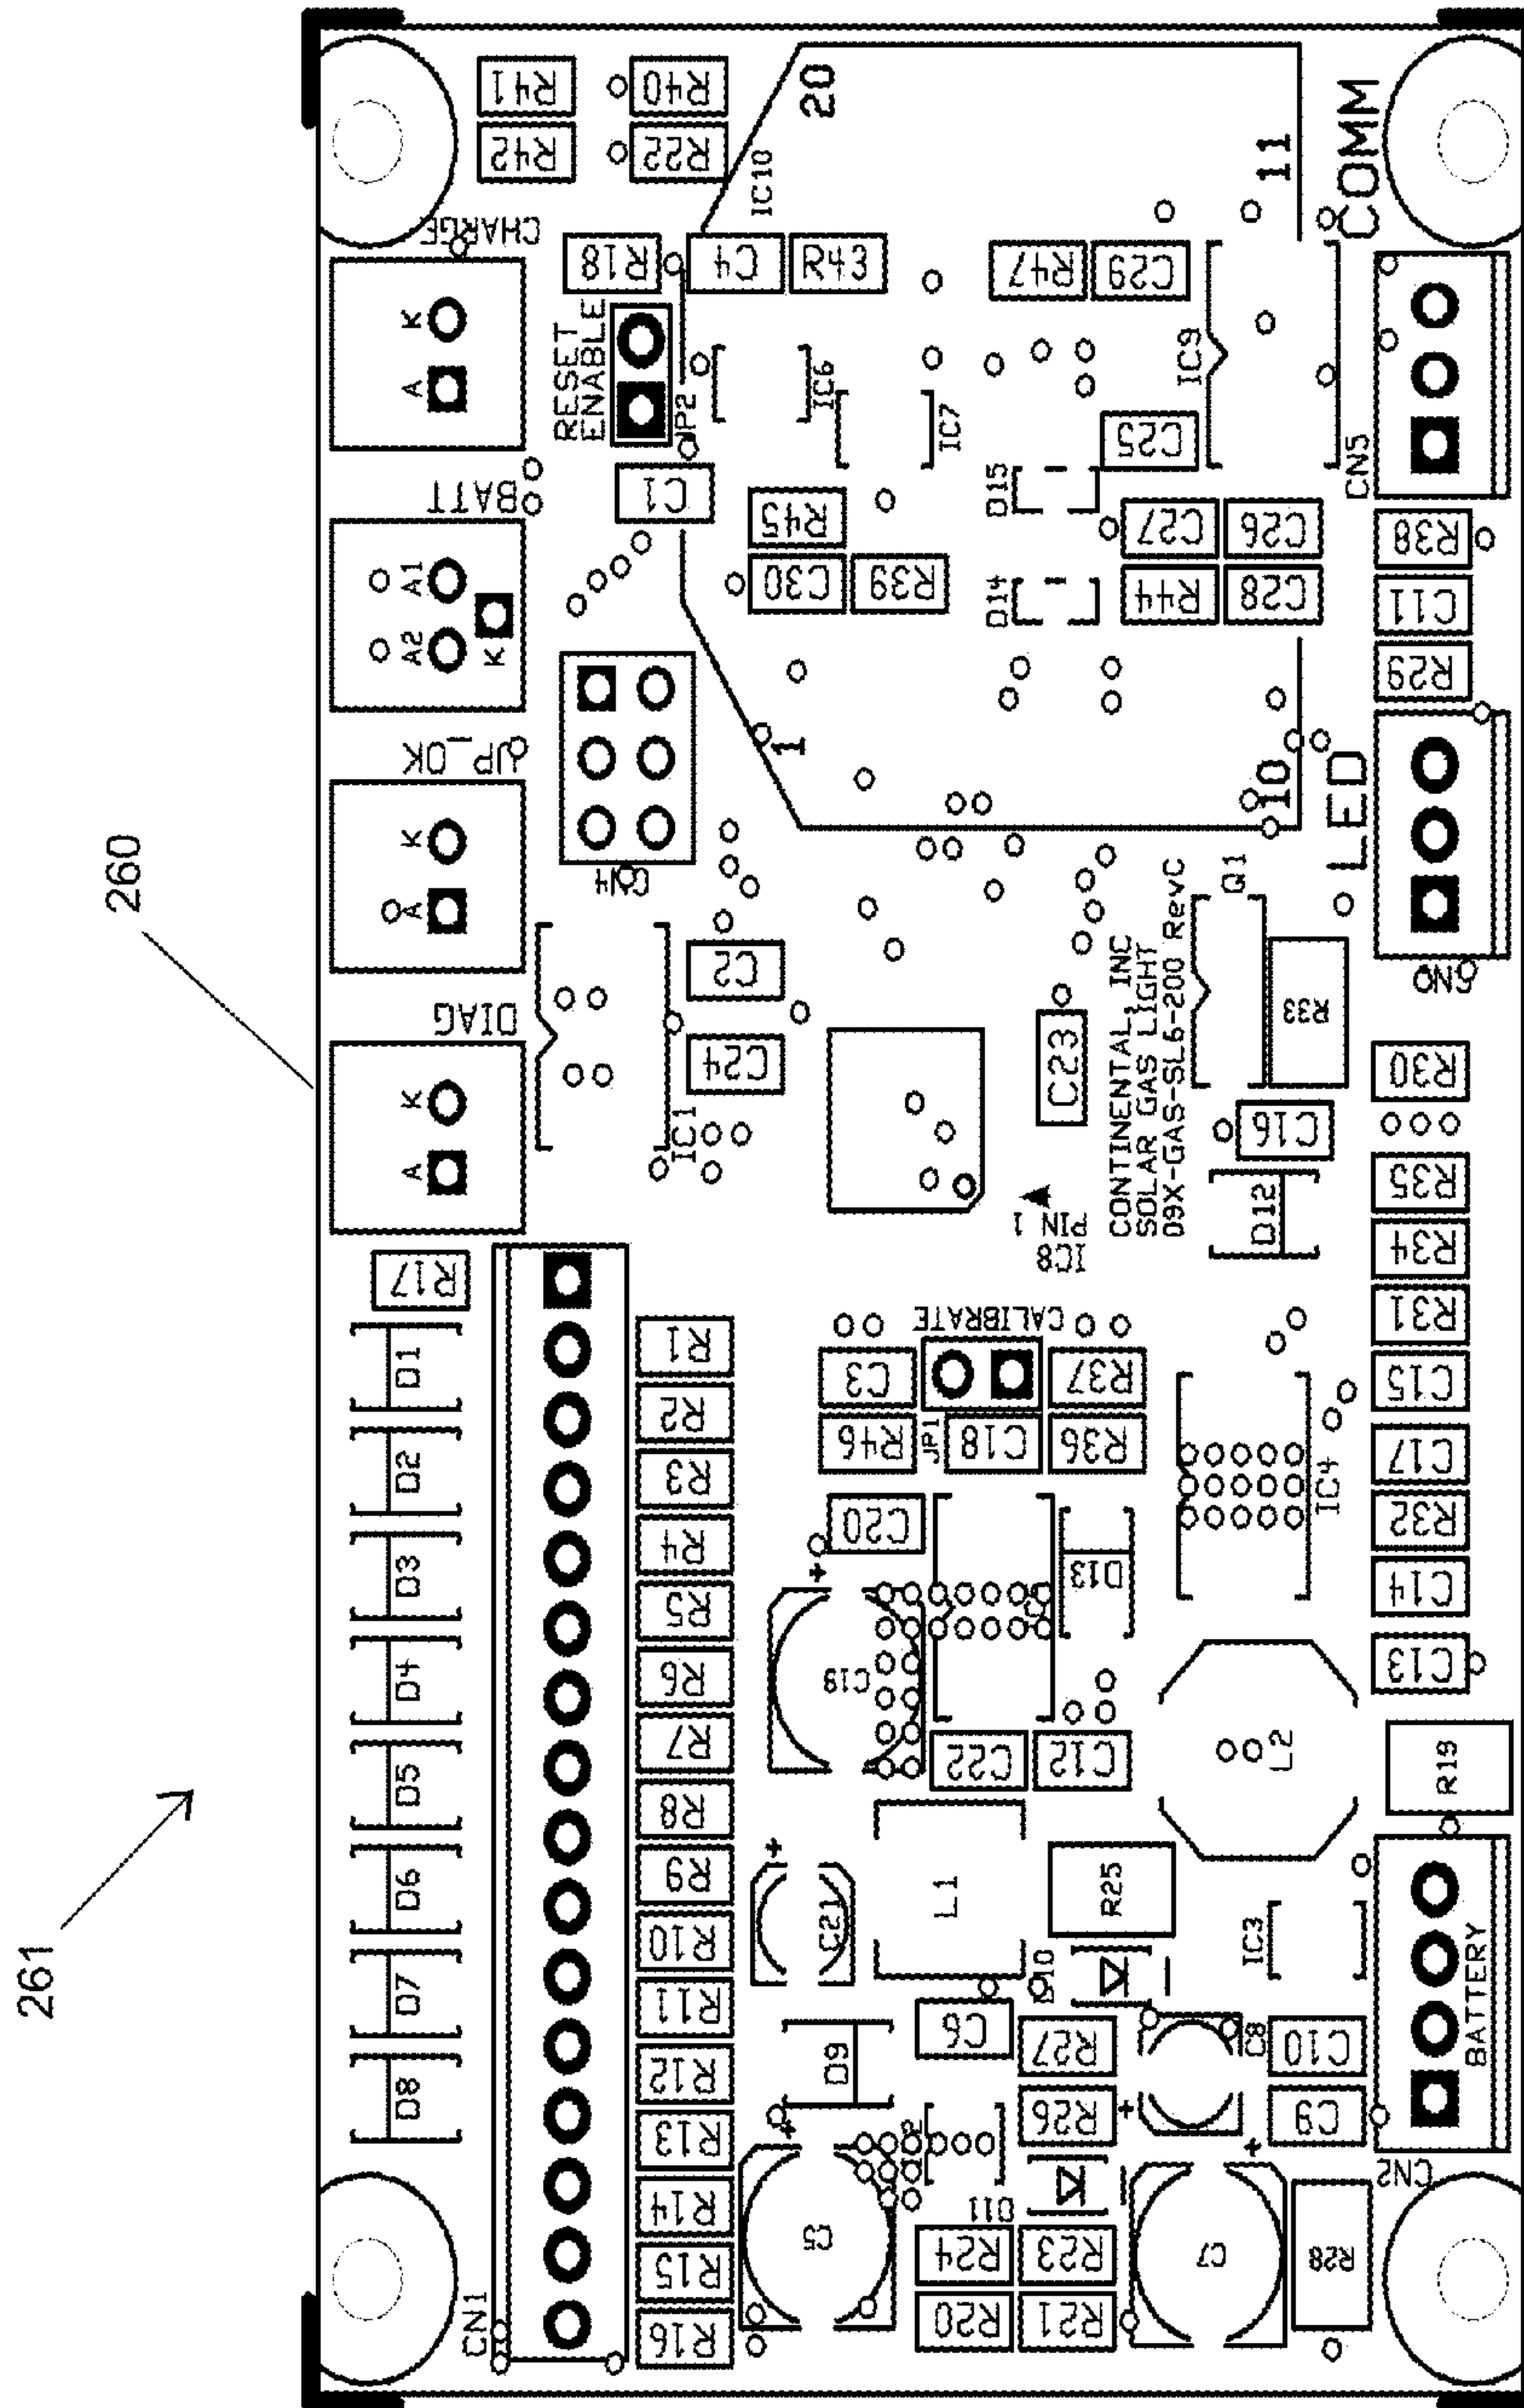 260
261
R41
R40
R42
R22
20
IC10
11
COMM
CHARGE
A
K
R18
C4
R43
R47
C29
RESET
ENABLE
JP2
IC6
IC7
IC9
C25
CN5
BATT
A2
A1
K
C1
R45
D15
C27
C26
R38
C30
R39
D14
R44
C28
C11
R29
UP_OK
A
K
CN4
1
10
LED
Q1
DIAG
A
K
IC1
C2
C24
C23
CONTINENTAL, INC
SOLAR GAS LIGHT
09X-GAS-SL6-200 RevC
R33
R30
C16
D12
R35
R34
R31
IC8
PIN 1
R17
D1
D2
D3
D4
D5
D6
D7
D8
CN1
R1
R2
R3
R4
R5
R6
R7
R8
R9
R10
R11
R12
R13
R14
R15
R16
CALIBRATE
C3
R37
R46
JP1
C18
R36
C15
C17
R32
C14
C13
C20
+
D13
IC4
C19
C22
C12
L2
R19
+
C21
L1
R25
IC3
BATTERY
D10
C6
R27
C8
C10
D9
R26
+
C9
CN2
+
D11
+
C5
R24
R23
C7
R28
R20
R21